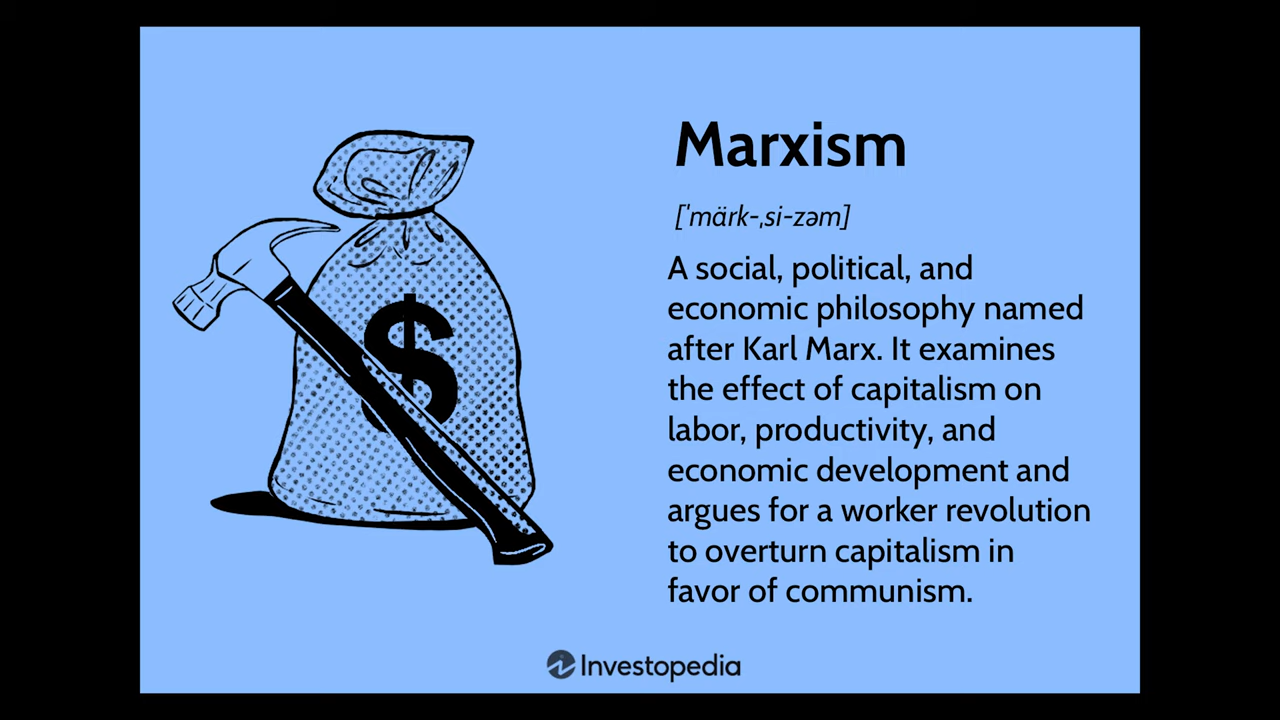 $
Marxism
[ˈmärk-ˌsi-zəm]
A social, political, and
economic philosophy named
after Karl Marx. It examines
the effect of capitalism on
labor, productivity, and
economic development and
argues for a worker revolution
to overturn capitalism in
favor of communism.
Investopedia